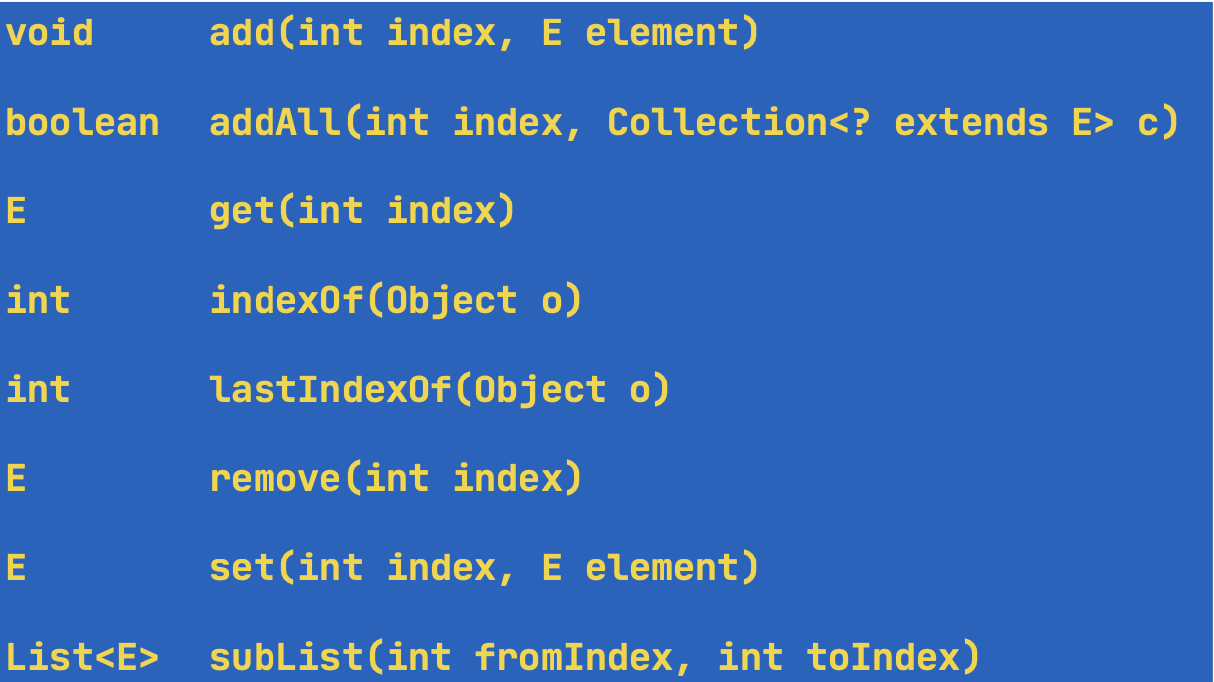 void add(int index, E element)
boolean addAll(int index, Collection<? extends E> c)
E get(int index)
int indexOf(Object o)
int lastIndexOf(Object o)
E remove(int index)
E set(int index, E element)
List<E> subList(int fromIndex, int toIndex)